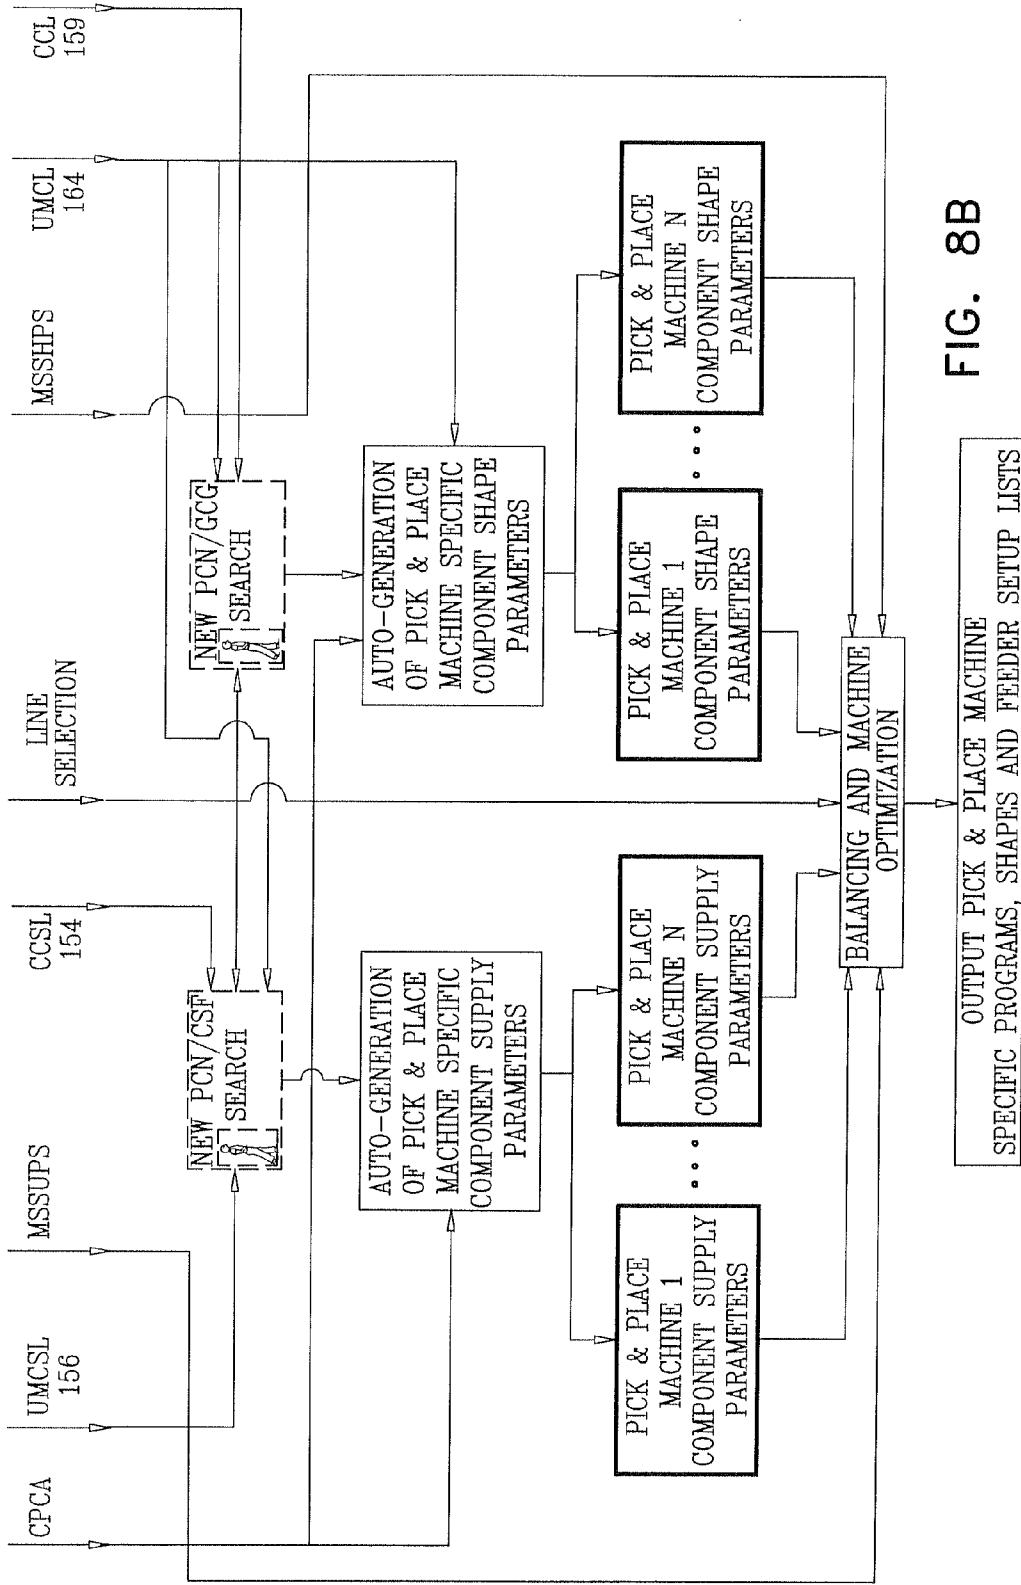 CPCA
UMCSL
156
MSSUPS
CCSL
154
LINE
SELECTION
MSSHPS
UMCL
164
CCL
159
NEW PCN/CSF
SEARCH
NEW PCN/GCG
SEARCH
AUTO-GENERATION
OF PICK & PLACE
MACHINE SPECIFIC
COMPONENT SUPPLY
PARAMETERS
AUTO-GENERATION
OF PICK & PLACE
MACHINE SPECIFIC
COMPONENT SHAPE
PARAMETERS
PICK & PLACE
MACHINE 1
COMPONENT SUPPLY
PARAMETERS
PICK & PLACE
MACHINE N
COMPONENT SUPPLY
PARAMETERS
PICK & PLACE
MACHINE 1
COMPONENT SHAPE
PARAMETERS
PICK & PLACE
MACHINE N
COMPONENT SHAPE
PARAMETERS
BALANCING AND MACHINE
OPTIMIZATION
OUTPUT PICK & PLACE MACHINE
SPECIFIC PROGRAMS, SHAPES AND FEEDER SETUP LISTS
FIG. 8B